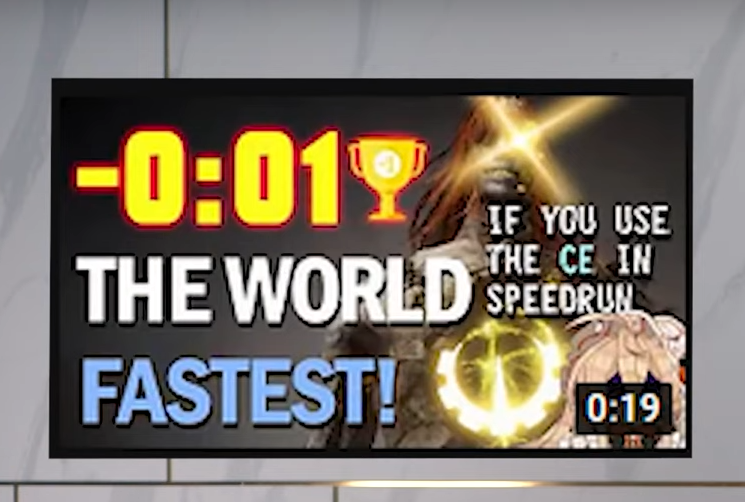 -0:01
THE WORLD
FASTEST!
IF YOU USE
THE CE IN
SPEEDRUN
0:19